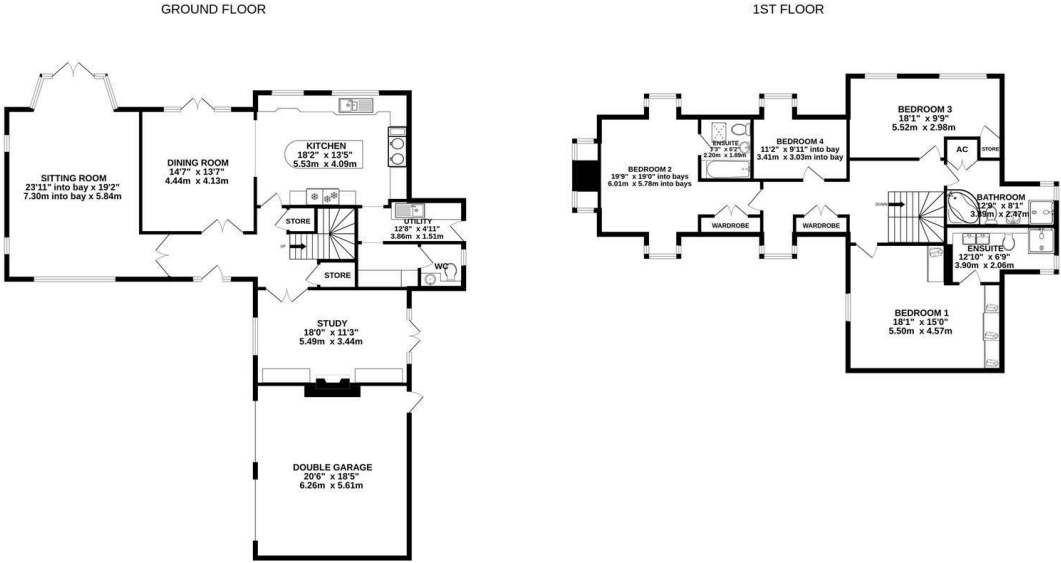 GROUND FLOOR
SITTING ROOM
23'11" into bay x 19'2"
7.30m into bay x 5.84m
DINING ROOM
14'7" x 13'7"
4.44m x 4.13m
KITCHEN
18'2" x 13'5"
5.53m x 4.09m
STORE
UP
STORE
UTILITY
12'8" x 4'11"
3.86m x 1.51m
WC
STUDY
18'0" x 11'3"
5.49m x 3.44m
DOUBLE GARAGE
20'6" x 18'5"
6.26m x 5.61m
1ST FLOOR
BEDROOM 3
18'1" x 9'9"
5.52m x 2.98m
BEDROOM 2
19'9" x 19'0" into bays
6.01m x 5.78m into bays
ENSUITE
7'3" x 6'2"
2.20m x 1.89m
BEDROOM 4
11'2" x 9'11" into bay
3.41m x 3.03m into bay
AC
STORE
WARDROBE
WARDROBE
DOWN
BATHROOM
12'9" x 8'1"
3.89m x 2.47m
ENSUITE
12'10" x 6'9"
3.90m x 2.06m
BEDROOM 1
18'1" x 15'0"
5.50m x 4.57m